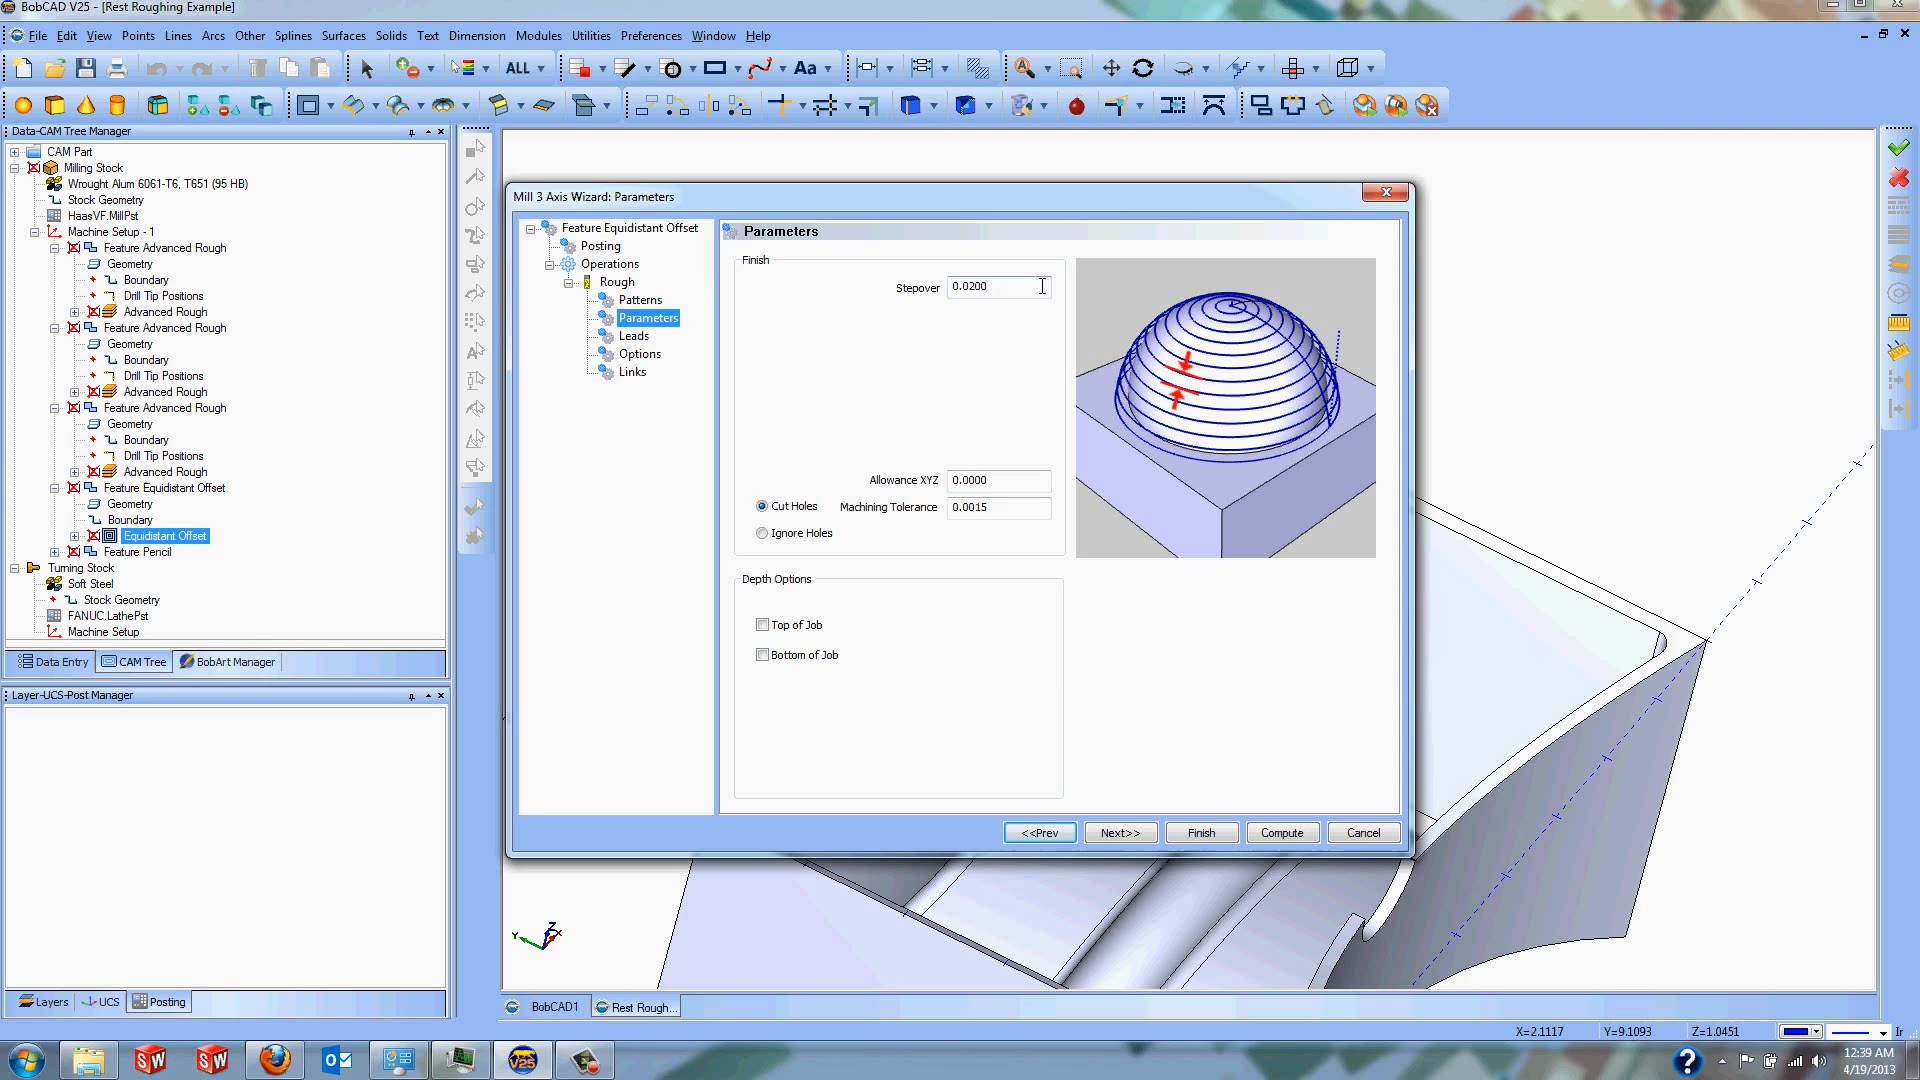 BobCAD V25 - [Rest Roughing Example]
File Edit View Points Lines Arcs Other Splines Surfaces Solids Text Dimension Modules Utilities Preferences Window Help
ALL
Aa
Data-CAM Tree Manager
CAM Part
Milling Stock
Wrought Alum 6061-T6, T651 (95 HB)
Stock Geometry
HaasVF.MillPst
Machine Setup - 1
Feature Advanced Rough
Geometry
Boundary
Drill Tip Positions
Advanced Rough
Feature Advanced Rough
Geometry
Boundary
Drill Tip Positions
Advanced Rough
Feature Advanced Rough
Geometry
Boundary
Drill Tip Positions
Advanced Rough
Feature Equidistant Offset
Geometry
Boundary
Equidistant Offset
Feature Pencil
Turning Stock
Soft Steel
Stock Geometry
FANUC.LathePst
Machine Setup
Data Entry CAM Tree BobArt Manager
Layer-UCS-Post Manager
Layers UCS Posting
Mill 3 Axis Wizard: Parameters
Feature Equidistant Offset
Posting
Operations
Rough
Patterns
Parameters
Leads
Options
Links
Parameters
Finish
Stepover 0.0200
Allowance XYZ 0.0000
Cut Holes Machining Tolerance 0.0015
Ignore Holes
Depth Options
Top of Job
Bottom of Job
<<Prev Next>> Finish Compute Cancel
Z
Y X
BobCAD1 Rest Rough...
X=2.1117 Y=9.1093 Z=1.0451 Ir
SW SW V25
12:39 AM
4/19/2013